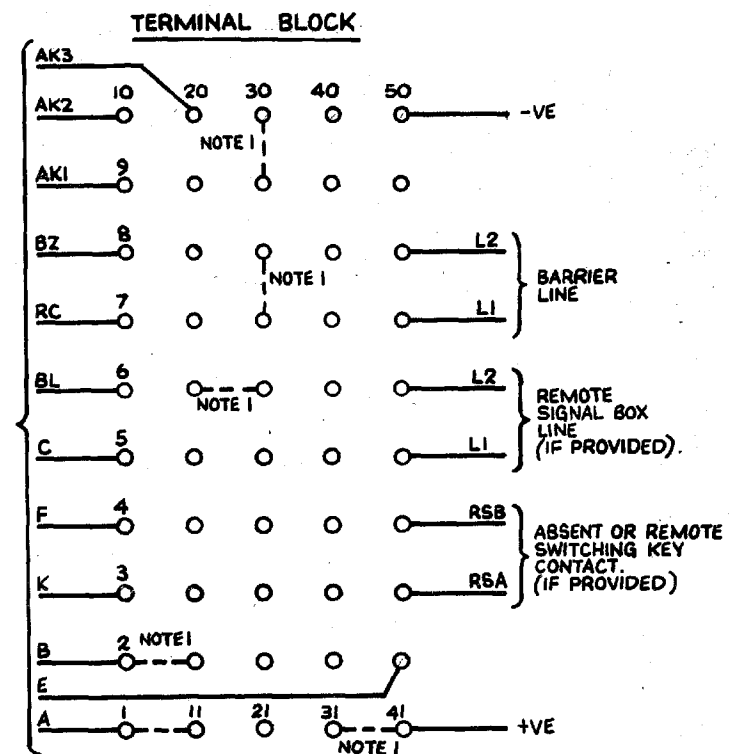 TERMINAL BLOCK
AK3
10 20 30 40 50
AK2 -VE
NOTE 1
AK1 9
BZ 8 L2
NOTE 1
BARRIER
LINE
RC 7 L1
BL 6 L2
NOTE 1
REMOTE
SIGNAL BOX
LINE
(IF PROVIDED).
C 5 L1
F 4 RSB
ABSENT OR REMOTE
SWITCHING KEY
CONTACT.
(IF PROVIDED)
K 3 RSA
B 2 NOTE 1
E
A 1 11 21 31 41 +VE
NOTE 1